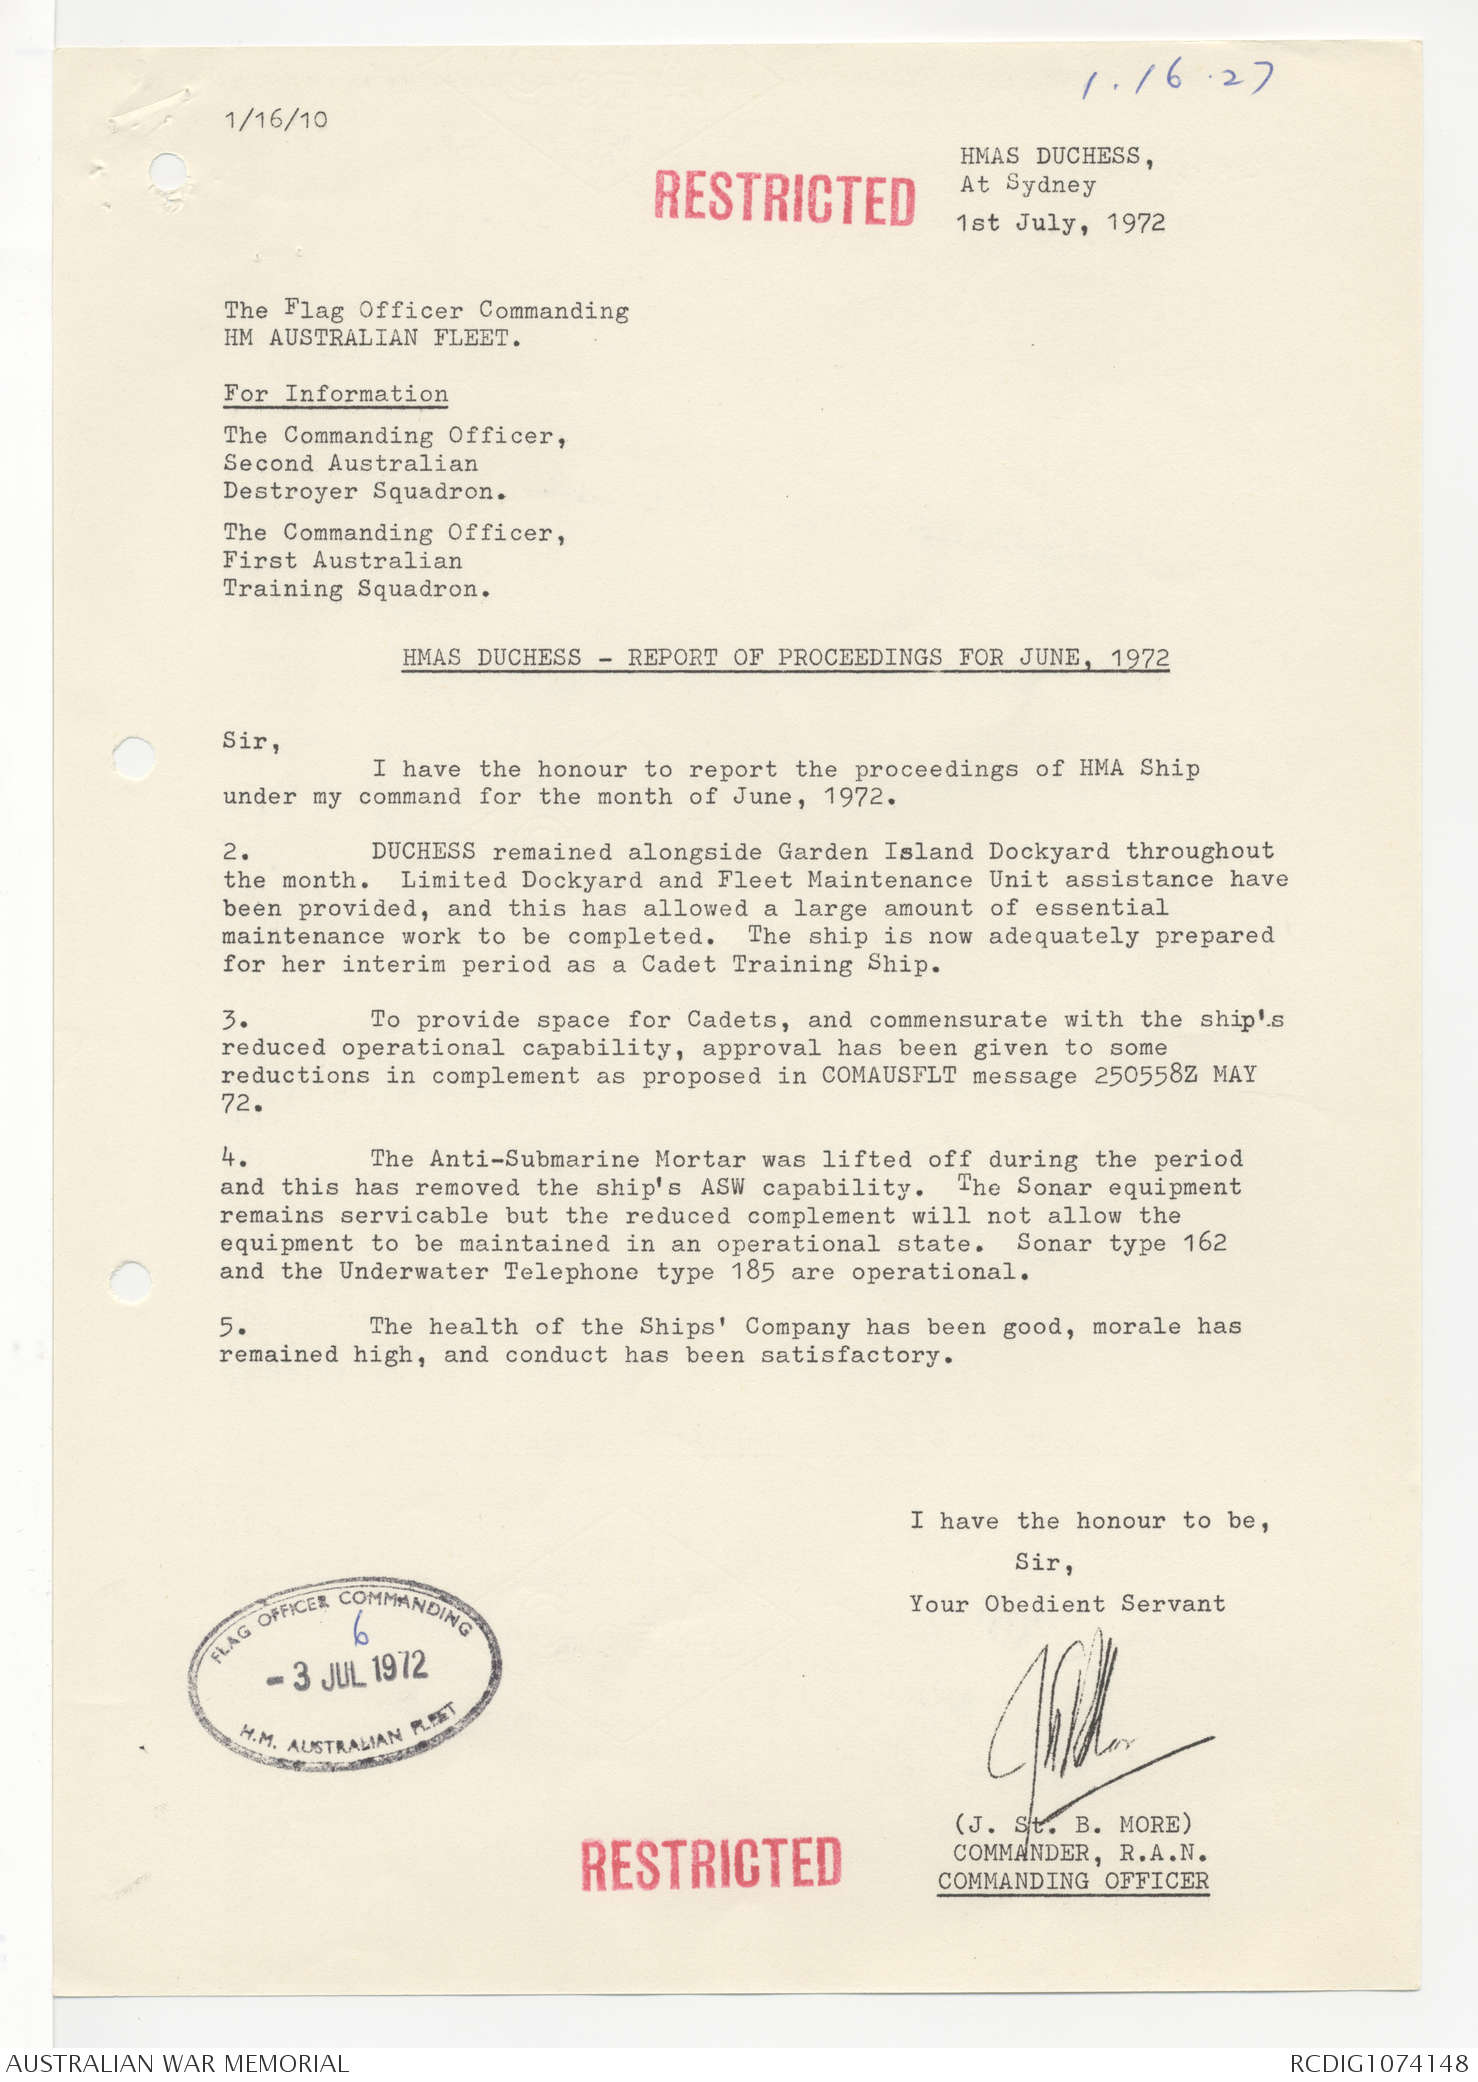 1.16.27
1/16/10
RESTRICTED
HMAS DUCHESS,
At Sydney
1st July, 1972
The Flag Officer Commanding
HM AUSTRALIAN FLEET.
For Information
The Commanding Officer,
Second Australian
Destroyer Squadron.
The Commanding Officer,
First Australian
Training Squadron.
HMAS DUCHESS - REPORT OF PROCEEDINGS FOR JUNE, 1972
Sir,
I have the honour to report the proceedings of HMA Ship
under my command for the month of June, 1972.
2. DUCHESS remained alongside Garden Island Dockyard throughout
the month. Limited Dockyard and Fleet Maintenance Unit assistance have
been provided, and this has allowed a large amount of essential
maintenance work to be completed. The ship is now adequately prepared
for her interim period as a Cadet Training Ship.
3. To provide space for Cadets, and commensurate with the ship's
reduced operational capability, approval has been given to some
reductions in complement as proposed in COMAUSFLT message 250558Z MAY
72.
4. The Anti-Submarine Mortar was lifted off during the period
and this has removed the ship's ASW capability. The Sonar equipment
remains servicable but the reduced complement will not allow the
equipment to be maintained in an operational state. Sonar type 162
and the Underwater Telephone type 185 are operational.
5. The health of the Ships' Company has been good, morale has
remained high, and conduct has been satisfactory.
I have the honour to be,
Sir,
Your Obedient Servant
FLAG OFFICER COMMANDING
6
- 3 JUL 1972
H.M. AUSTRALIAN FLEET
(J. St. B. MORE)
COMMANDER, R.A.N.
COMMANDING OFFICER
RESTRICTED
AUSTRALIAN WAR MEMORIAL
RCDIG1074148